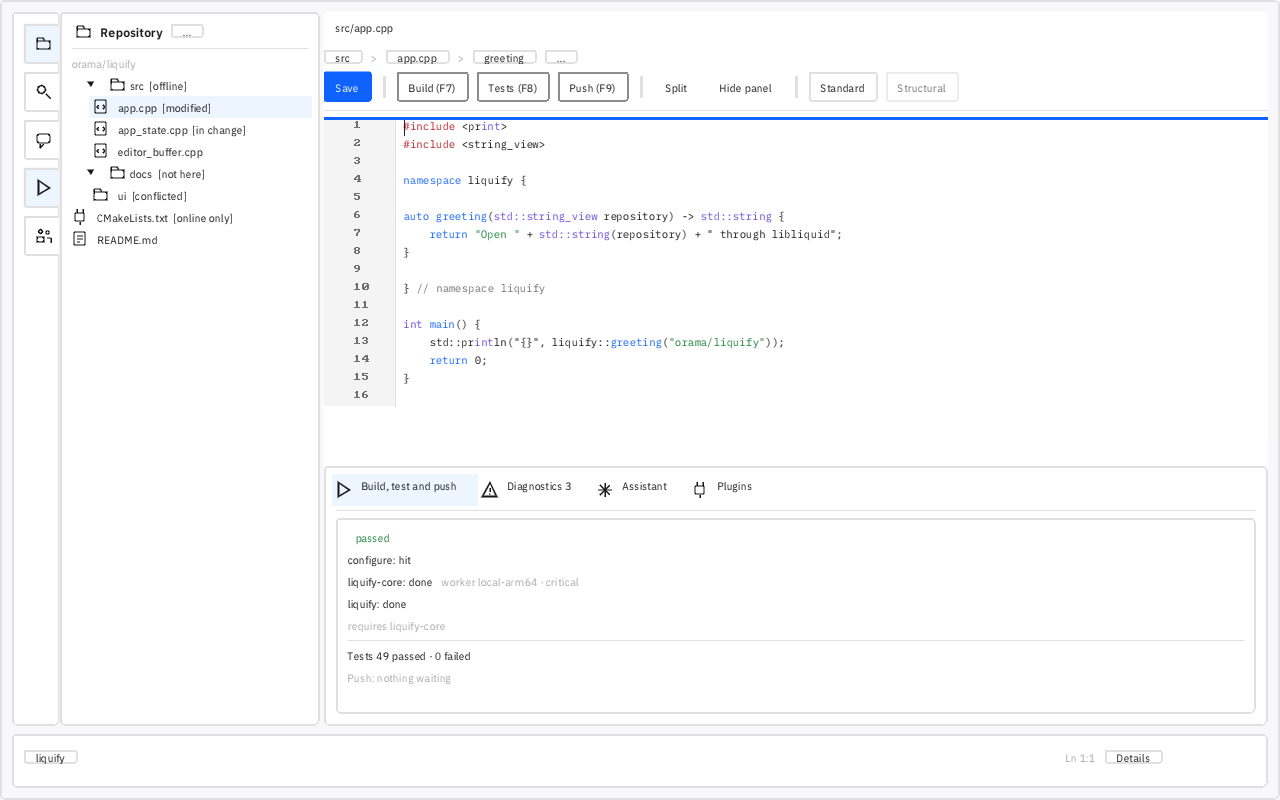 Repository ...
orama/liquify
src [offline]
app.cpp [modified]
app_state.cpp [in change]
editor_buffer.cpp
docs [not here]
ui [conflicted]
CMakeLists.txt [online only]
README.md
src/app.cpp
src > app.cpp > greeting ...
Save Build (F7) Tests (F8) Push (F9) Split Hide panel Standard Structural
1 #include <print>
2 #include <string_view>
3
4 namespace liquify {
5
6 auto greeting(std::string_view repository) -> std::string {
7     return "Open " + std::string(repository) + " through libliquid";
8 }
9
10 } // namespace liquify
11
12 int main() {
13     std::println("{}", liquify::greeting("orama/liquify"));
14     return 0;
15 }
16
Build, test and push Diagnostics 3 Assistant Plugins
passed
configure: hit
liquify-core: done worker local-arm64 · critical
liquify: done
requires liquify-core
Tests 49 passed · 0 failed
Push: nothing waiting
liquify Ln 1:1 Details